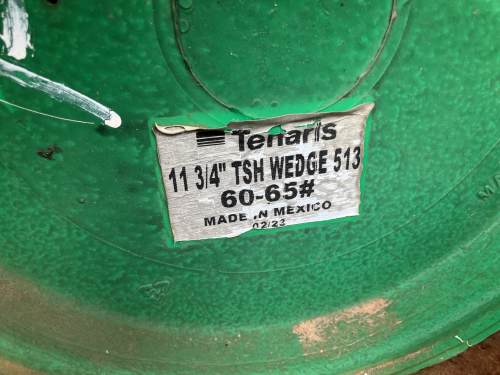 Tenaris
11 3/4" TSH WEDGE 513
60-65#
MADE IN MEXICO
02/23